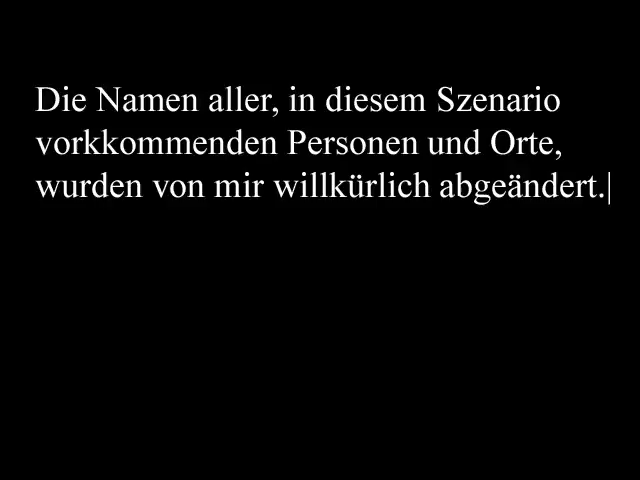 Die Namen aller, in diesem Szenario
vorkkommenden Personen und Orte,
wurden von mir willkürlich abgeändert.|